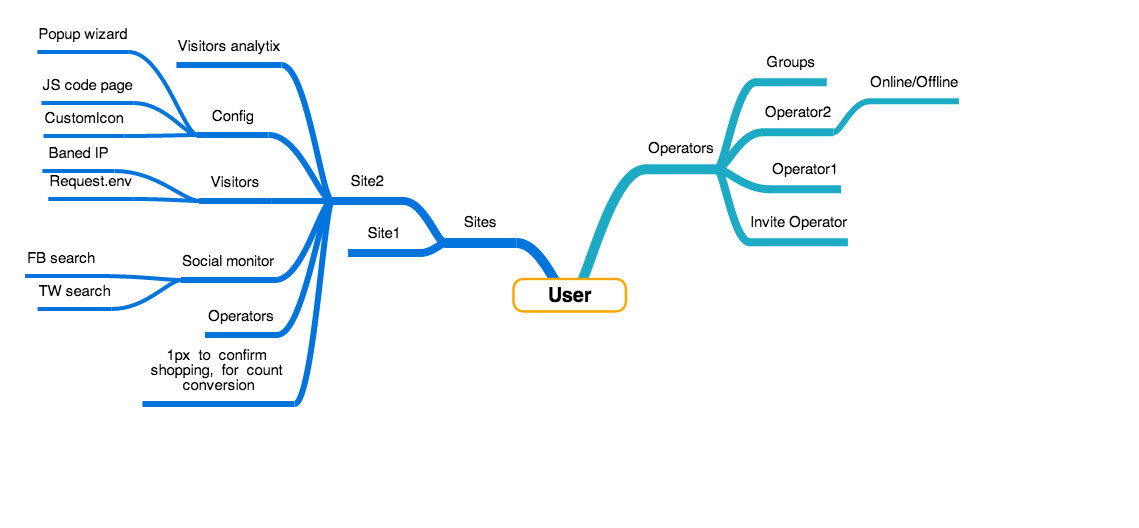 Popup wizard
Visitors analytix
JS code page
Config
CustomIcon
Baned IP
Request.env
Visitors
Site2
Sites
Site1
FB search
Social monitor
TW search
Operators
1px to confirm
shopping, for count
conversion
User
Groups
Online/Offline
Operator2
Operators
Operator1
Invite Operator